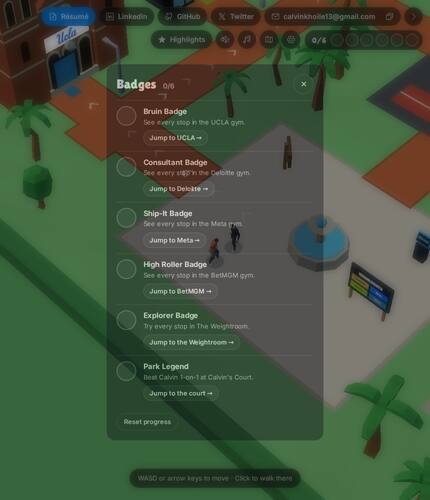 Résumé
LinkedIn
GitHub
Twitter
calvinkhoile13@gmail.com
Highlights
0/6
Ucla
Badges 0/6
Bruin Badge
See every stop in the UCLA gym.
Jump to UCLA →
Consultant Badge
See every stop in the Deloitte gym.
Jump to Deloitte →
Ship-It Badge
See every stop in the Meta gym.
Jump to Meta →
High Roller Badge
See every stop in the BetMGM gym.
Jump to BetMGM →
Explorer Badge
Try every stop in The Weightroom.
Jump to the Weightroom →
Park Legend
Beat Calvin 1-on-1 at Calvin's Court.
Jump to the court →
Reset progress
WASD or arrow keys to move · Click to walk there